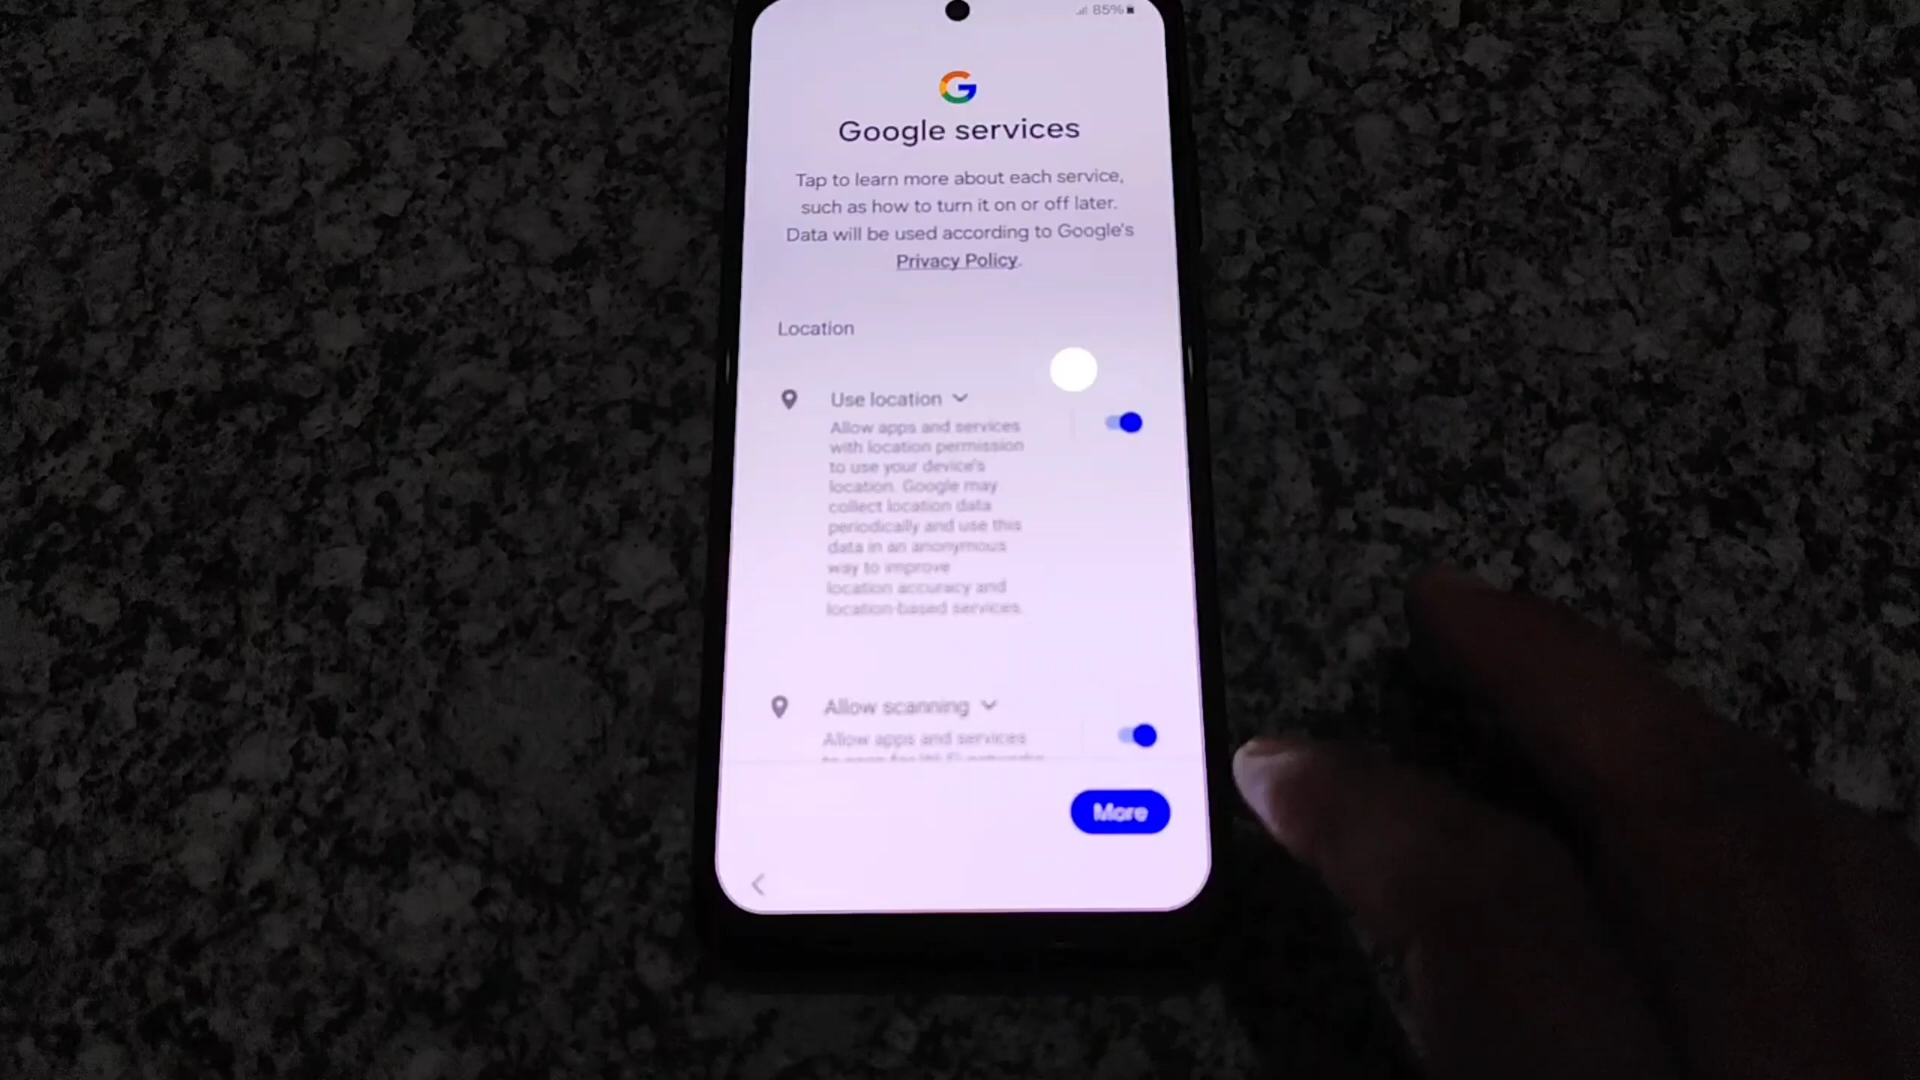 85%
Google services
Tap to learn more about each service,
such as how to turn it on or off later.
Data will be used according to Google's
Privacy Policy.
Location
Use location
Allow apps and services
with location permission
to use your device's
location. Google may
collect location data
periodically and use this
data in an anonymous
way to improve
location accuracy and
location-based services.
Allow scanning
Allow apps and services
More